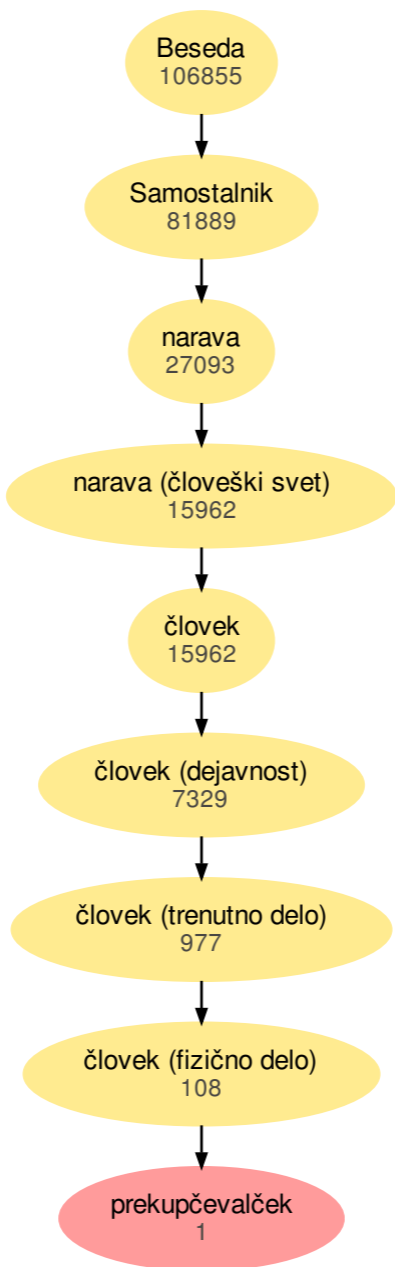 Beseda
106855
Samostalnik
81889
narava
27093
narava (človeški svet)
15962
človek
15962
človek (dejavnost)
7329
človek (trenutno delo)
977
človek (fizično delo)
108
prekupčevalček
1